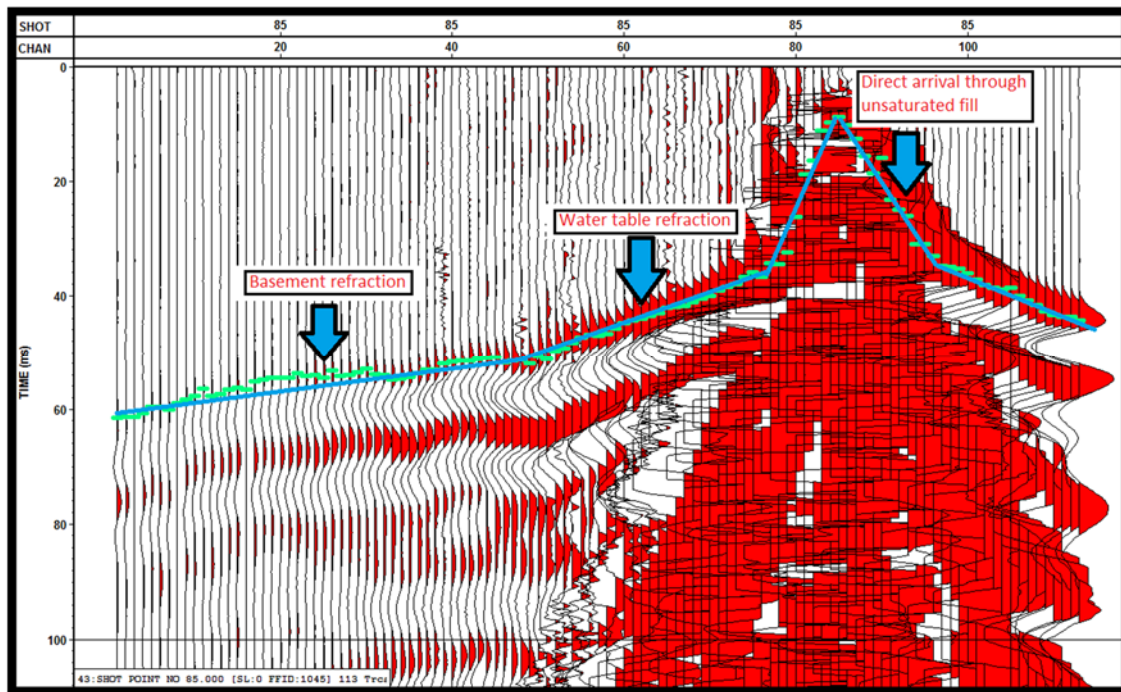 SHOT 85 85 85 85 85
CHAN 20 40 60 80 100
0
Direct arrival through
unsaturated fill
20
Water table refraction
Basement refraction
40
TIME (ms)
60
80
100
43:SHOT POINT NO 85.000 [SL:0 FFID:1045] 113 Trcs